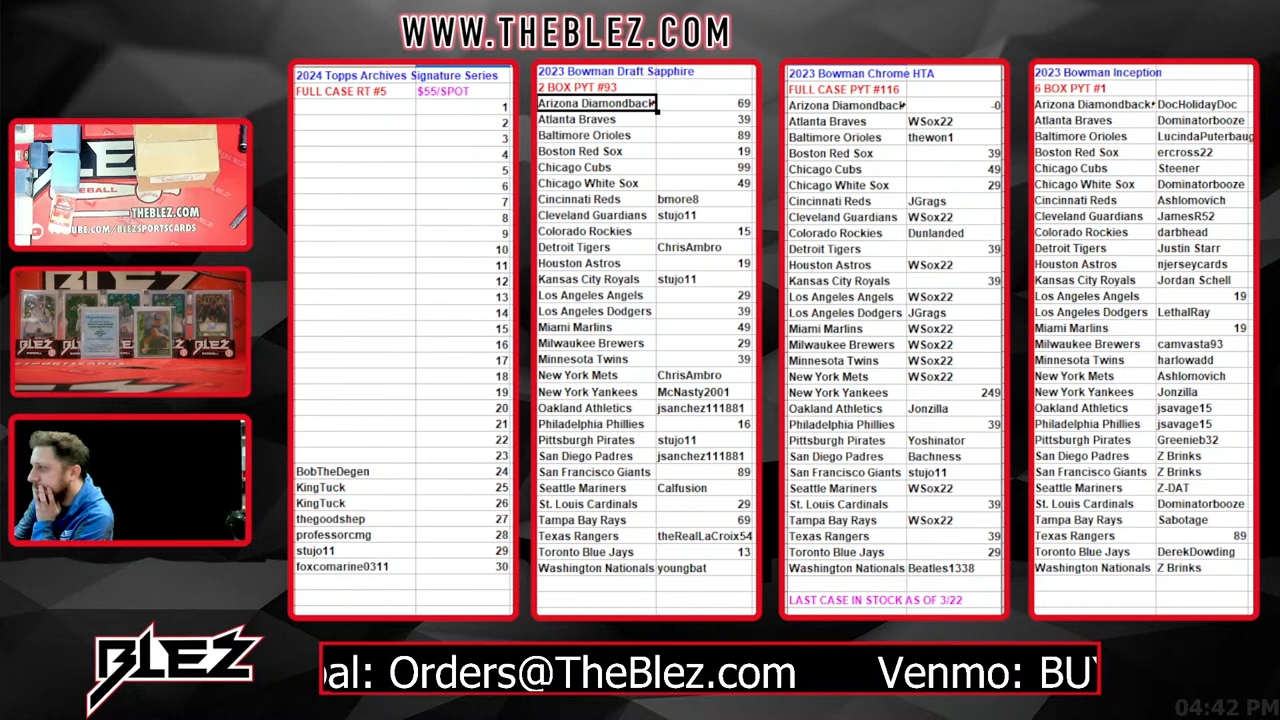 WWW.THEBLEZ.COM
2024 Topps Archives Signature Series
FULL CASE RT #5 $55/SPOT
1
2
3
4
5
6
7
8
9
10
11
12
13
14
15
16
17
18
19
20
21
22
23
BobTheDegen 24
KingTuck 25
KingTuck 26
thegoodshep 27
professorcmg 28
stujo11 29
foxcomarine0311 30
2023 Bowman Draft Sapphire
2 BOX PYT #93
Arizona Diamondback 69
Atlanta Braves 39
Baltimore Orioles 89
Boston Red Sox 19
Chicago Cubs 99
Chicago White Sox 49
Cincinnati Reds bmore8
Cleveland Guardians stujo11
Colorado Rockies 15
Detroit Tigers ChrisAmbro
Houston Astros 19
Kansas City Royals stujo11
Los Angeles Angels 29
Los Angeles Dodgers 39
Miami Marlins 49
Milwaukee Brewers 29
Minnesota Twins 39
New York Mets ChrisAmbro
New York Yankees McNasty2001
Oakland Athletics jsanchez111881
Philadelphia Phillies 16
Pittsburgh Pirates stujo11
San Diego Padres jsanchez111881
San Francisco Giants 89
Seattle Mariners Calfusion
St. Louis Cardinals 29
Tampa Bay Rays 69
Texas Rangers theRealLaCroix54
Toronto Blue Jays 13
Washington Nationals youngbat
2023 Bowman Chrome HTA
FULL CASE PYT #116
Arizona Diamondback -0
Atlanta Braves WSox22
Baltimore Orioles thewon1
Boston Red Sox 39
Chicago Cubs 49
Chicago White Sox 29
Cincinnati Reds JGrags
Cleveland Guardians WSox22
Colorado Rockies Dunlanded
Detroit Tigers 39
Houston Astros WSox22
Kansas City Royals 39
Los Angeles Angels WSox22
Los Angeles Dodgers JGrags
Miami Marlins WSox22
Milwaukee Brewers WSox22
Minnesota Twins WSox22
New York Mets WSox22
New York Yankees 249
Oakland Athletics Jonzilla
Philadelphia Phillies 39
Pittsburgh Pirates Yoshinator
San Diego Padres Bachness
San Francisco Giants stujo11
Seattle Mariners WSox22
St. Louis Cardinals 39
Tampa Bay Rays WSox22
Texas Rangers 39
Toronto Blue Jays 29
Washington Nationals Beatles1338
LAST CASE IN STOCK AS OF 3/22
2023 Bowman Inception
6 BOX PYT #1
Arizona Diamondback DocHolidayDoc
Atlanta Braves Dominatorbooze
Baltimore Orioles LucindaPuterbaug
Boston Red Sox ercross22
Chicago Cubs Steener
Chicago White Sox Dominatorbooze
Cincinnati Reds Ashlomovich
Cleveland Guardians JamesR52
Colorado Rockies darbhead
Detroit Tigers Justin Starr
Houston Astros njerseycards
Kansas City Royals Jordan Schell
Los Angeles Angels 19
Los Angeles Dodgers LethalRay
Miami Marlins 19
Milwaukee Brewers camvasta93
Minnesota Twins harlowadd
New York Mets Ashlomovich
New York Yankees Jonzilla
Oakland Athletics jsavage15
Philadelphia Phillies jsavage15
Pittsburgh Pirates Greenieb32
San Diego Padres Z Brinks
San Francisco Giants Z Brinks
Seattle Mariners Z-DAT
St. Louis Cardinals Dominatorbooze
Tampa Bay Rays Sabotage
Texas Rangers 89
Toronto Blue Jays DerekDowding
Washington Nationals Z Brinks
THEBLEZ.COM
BLEZ
BLEZ
BLEZ
pal: Orders@TheBlez.com Venmo: BUY
04:42 PM